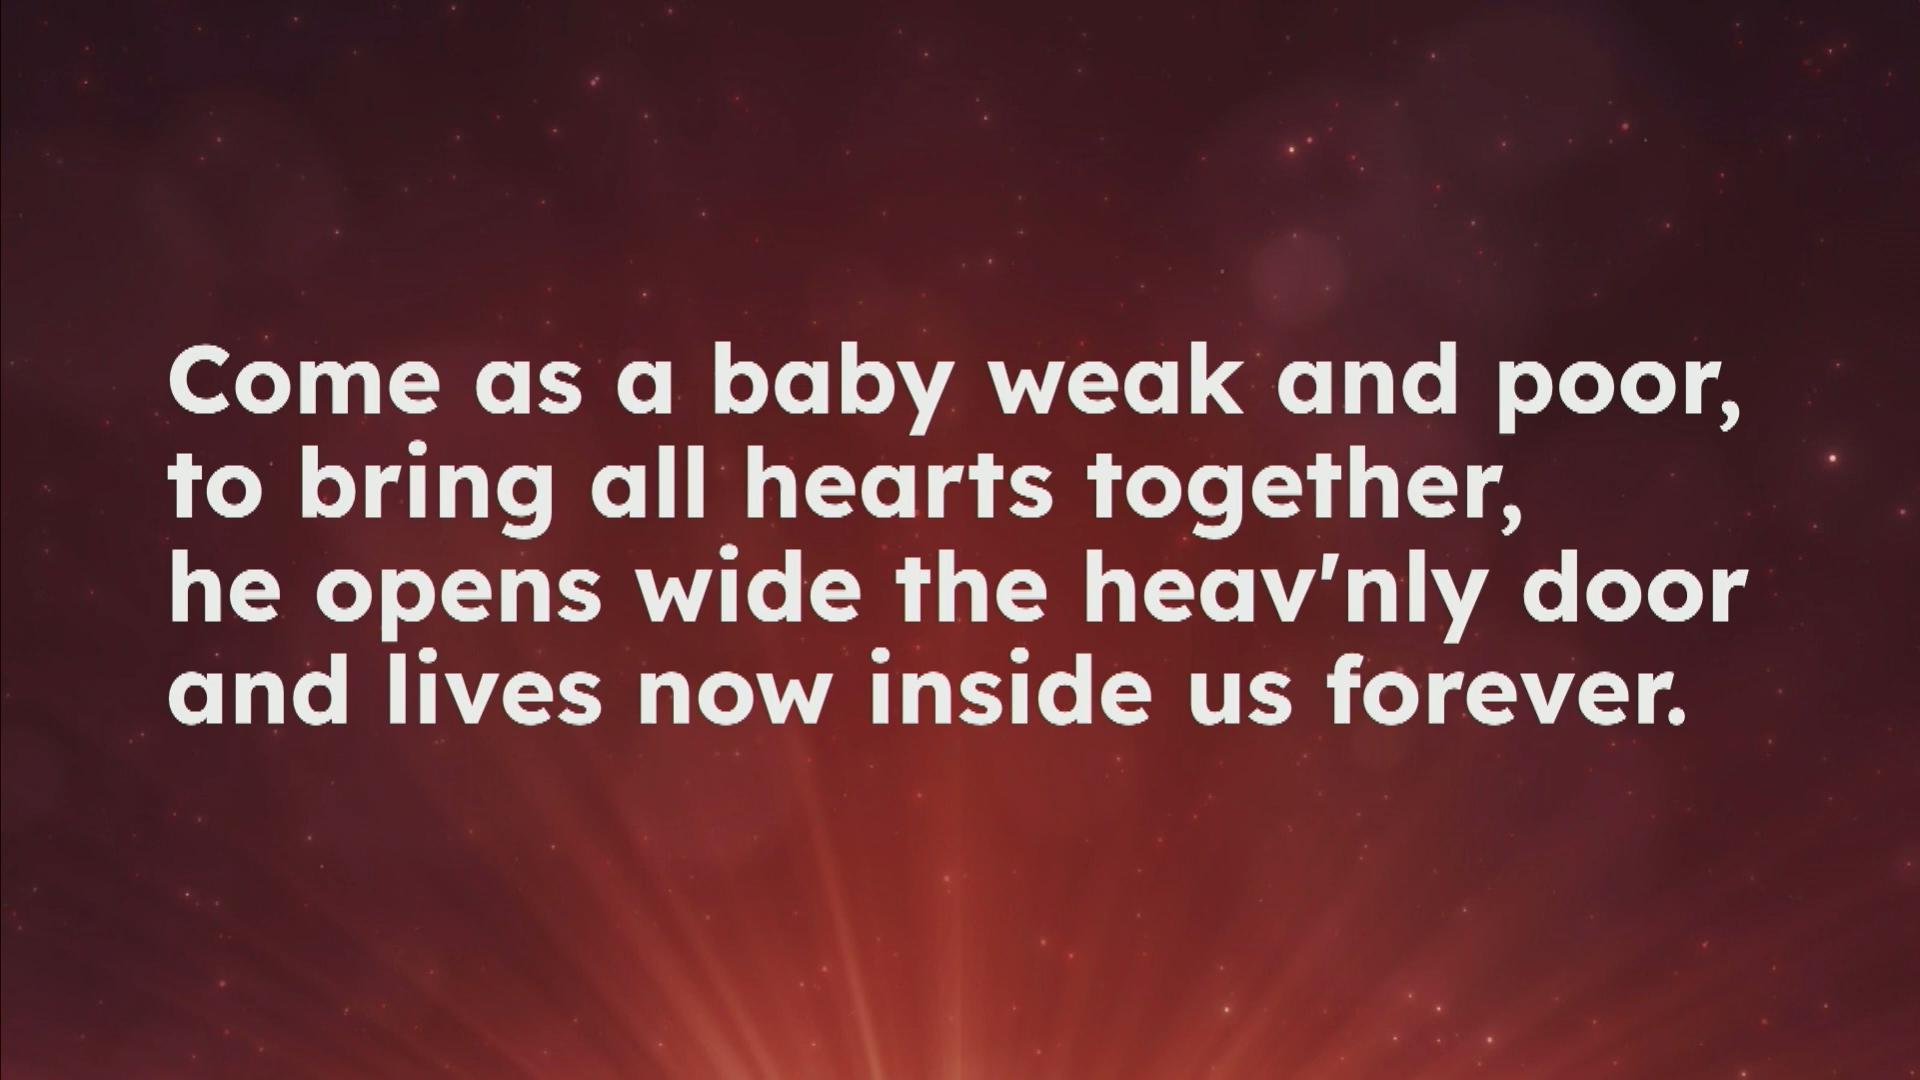 Come as a baby weak and poor,
to bring all hearts together,
he opens wide the heav'nly door
and lives now inside us forever.